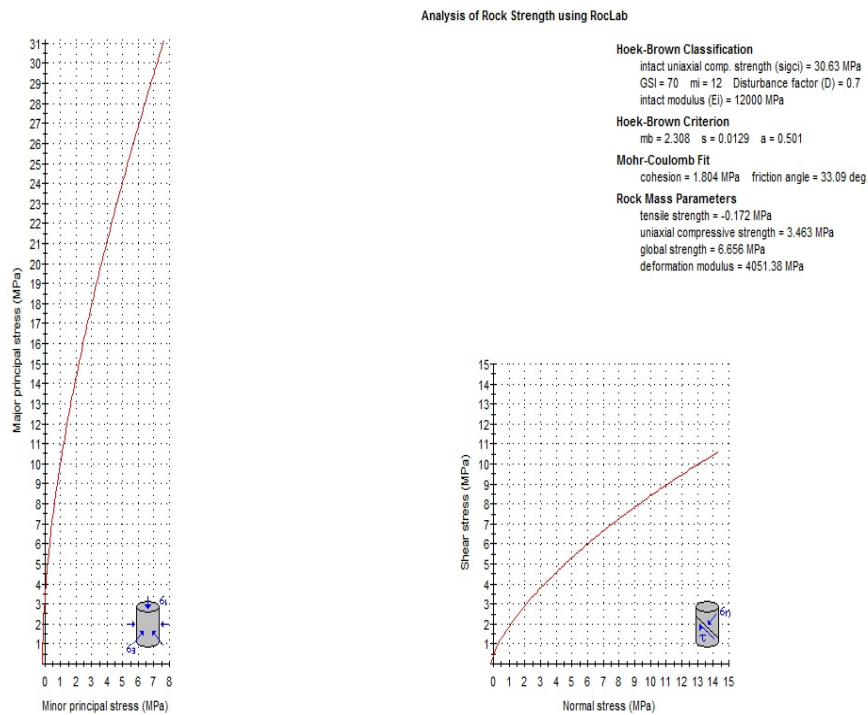 Analysis of Rock Strength using RocLab
Hoek-Brown Classification
intact uniaxial comp. strength (sigci) = 30.63 MPa
GSI = 70 mi = 12 Disturbance factor (D) = 0.7
intact modulus (Ei) = 12000 MPa
Hoek-Brown Criterion
mb = 2.308 s = 0.0129 a = 0.501
Mohr-Coulomb Fit
cohesion = 1.804 MPa friction angle = 33.09 deg
Rock Mass Parameters
tensile strength = -0.172 MPa
uniaxial compressive strength = 3.463 MPa
global strength = 6.656 MPa
deformation modulus = 4051.38 MPa
Major principal stress (MPa)
31
30
29
28
27
26
25
24
23
22
21
20
19
18
17
16
15
14
13
12
11
10
9
8
7
6
5
4
3
2
1
σ1
σ3
0 1 2 3 4 5 6 7 8
Minor principal stress (MPa)
Shear stress (MPa)
15
14
13
12
11
10
9
8
7
6
5
4
3
2
1
σn
τ
0 1 2 3 4 5 6 7 8 9 10 11 12 13 14 15
Normal stress (MPa)